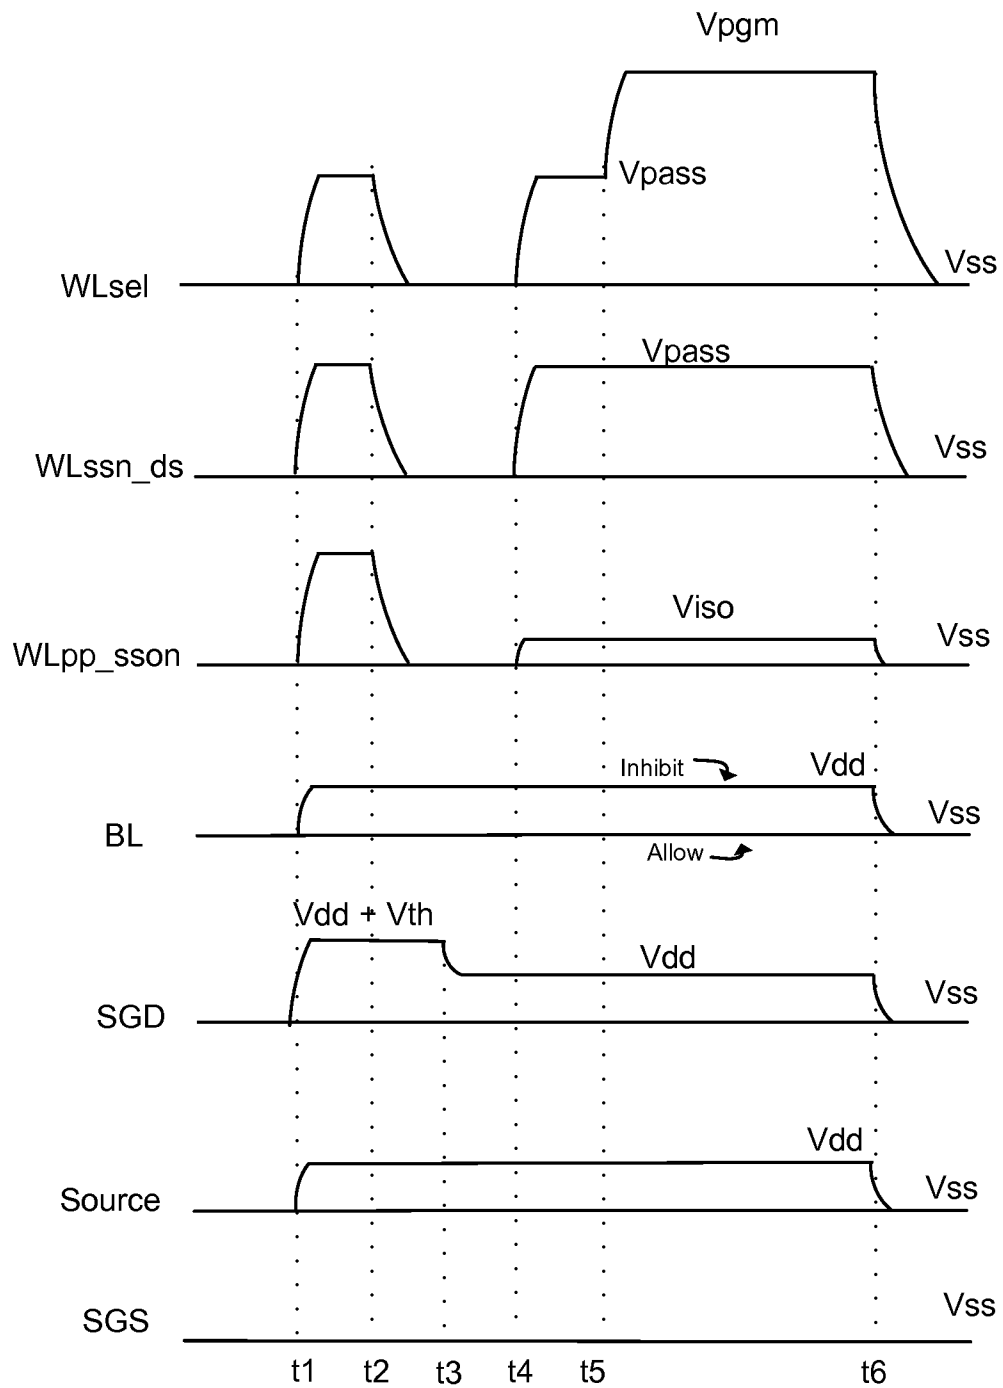 Vpgm
Vpass
Vss
WLsel
Vpass
Vss
WLssn_ds
Viso
Vss
WLpp_sson
Inhibit
Vdd
Vss
BL
Allow
Vdd + Vth
Vdd
Vss
SGD
Vdd
Vss
Source
Vss
SGS
t1 t2 t3 t4 t5 t6